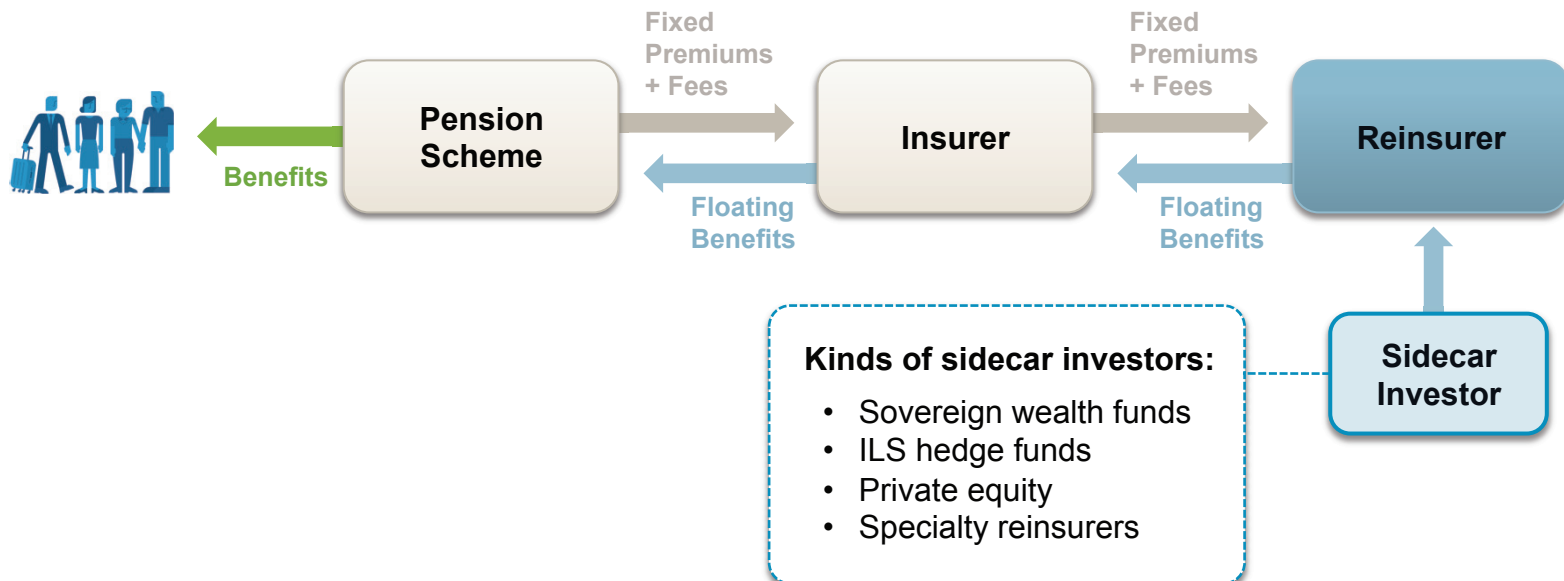 Fixed
Premiums
+ Fees
Fixed
Premiums
+ Fees
Pension
Scheme
Insurer
Reinsurer
Benefits
Floating
Benefits
Floating
Benefits
Kinds of sidecar investors:
• Sovereign wealth funds
• ILS hedge funds
• Private equity
• Specialty reinsurers
Sidecar
Investor